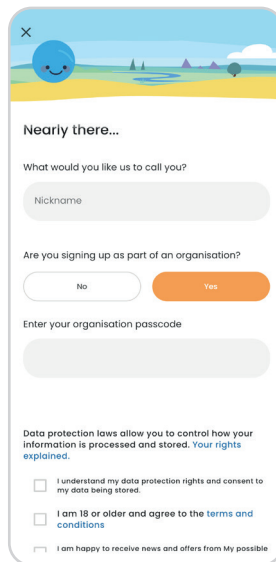 Nearly there...
What would you like us to call you?
Nickname
Are you signing up as part of an organisation?
No
Yes
Enter your organisation passcode
Data protection laws allow you to control how your
information is processed and stored. Your rights
explained.
I understand my data protection rights and consent to
my data being stored.
I am 18 or older and agree to the terms and
conditions
I am happy to receive news and offers from My possible